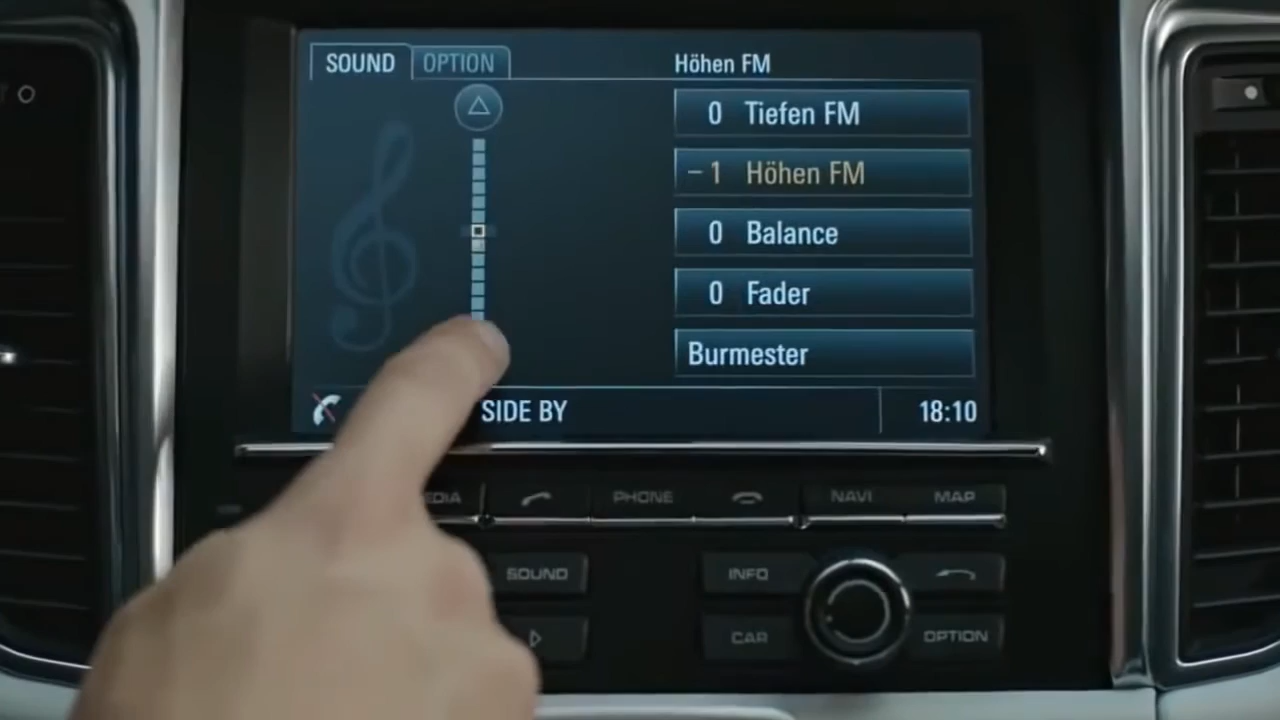 SOUND
OPTION
Höhen FM
0 Tiefen FM
– 1 Höhen FM
0 Balance
0 Fader
Burmester
SIDE BY
18:10
PHONE
NAVI
MAP
SOUND
INFO
CAR
OPTION